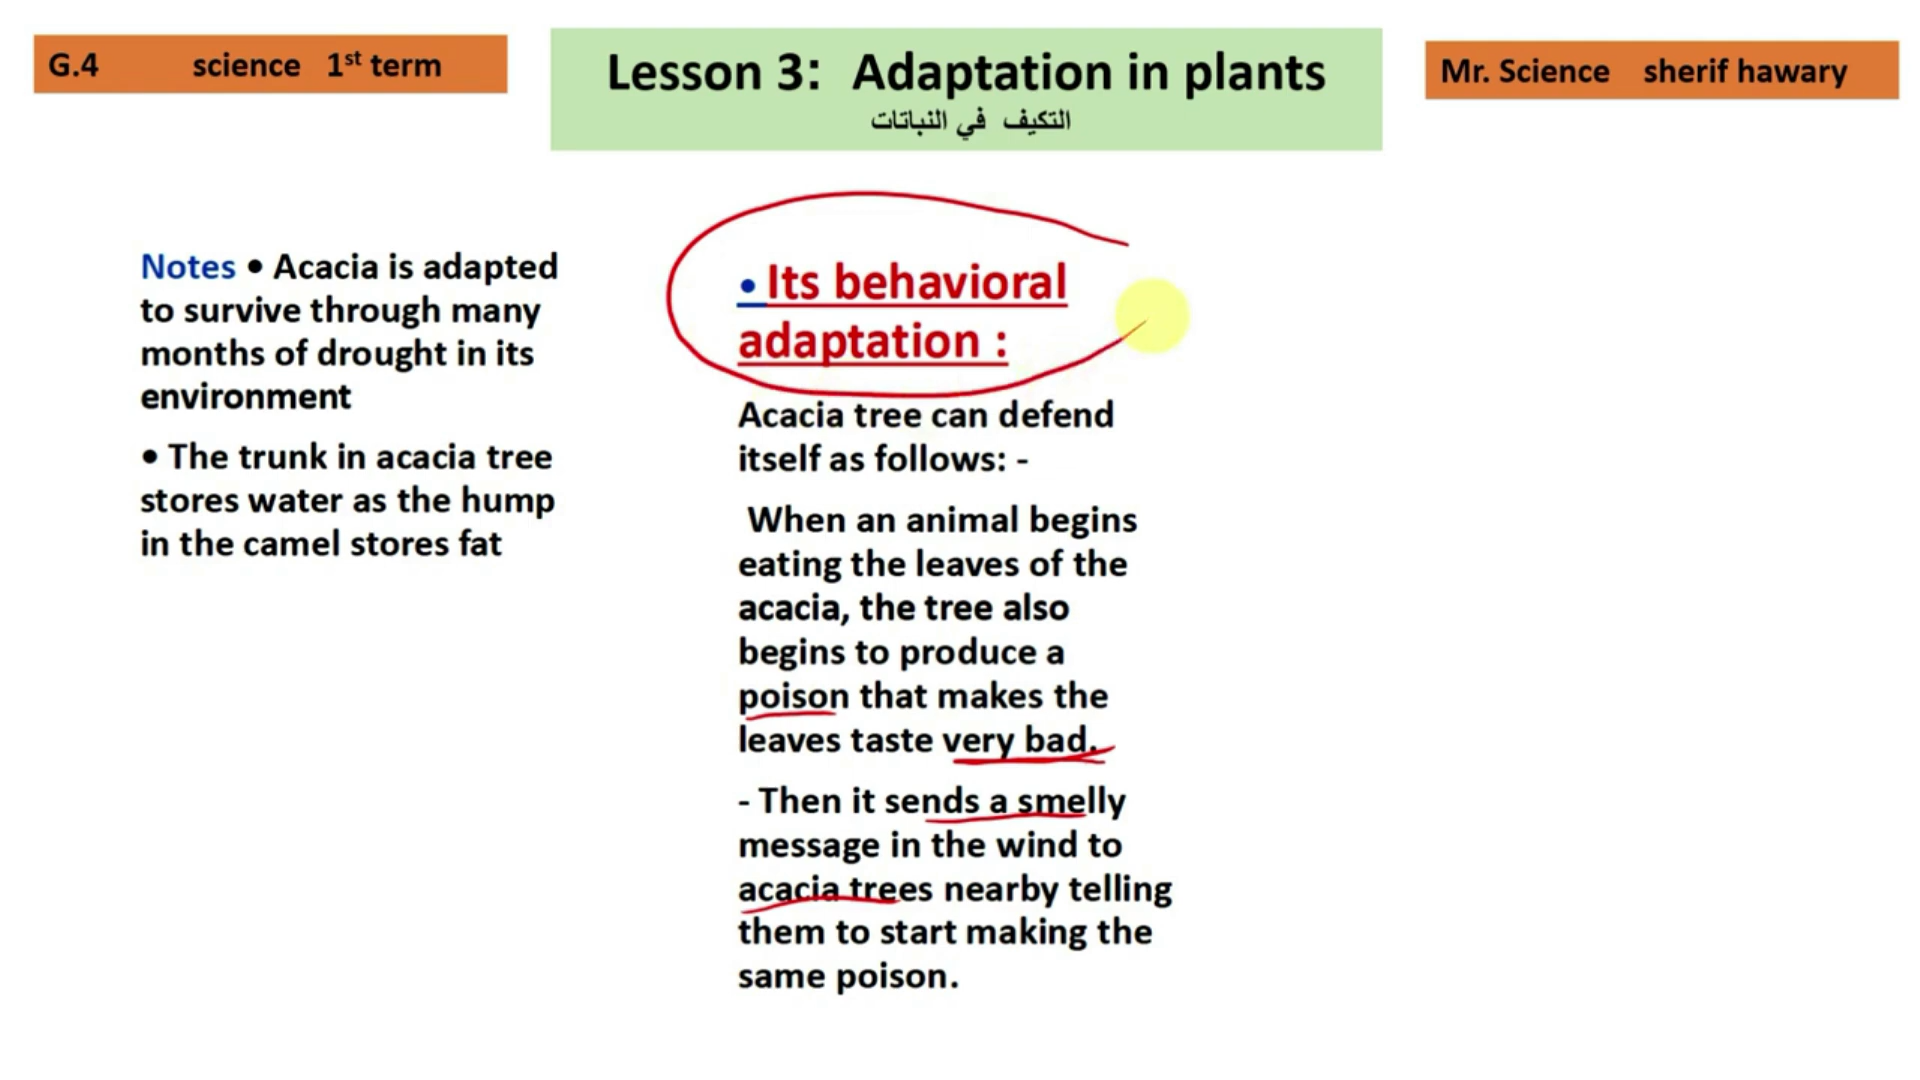 G.4 science 1st term
Lesson 3: Adaptation in plants
التكيف في النباتات
Mr. Science sherif hawary
Notes • Acacia is adapted
to survive through many
months of drought in its
environment
• The trunk in acacia tree
stores water as the hump
in the camel stores fat
• Its behavioral
adaptation :
Acacia tree can defend
itself as follows: -
When an animal begins
eating the leaves of the
acacia, the tree also
begins to produce a
poison that makes the
leaves taste very bad.
- Then it sends a smelly
message in the wind to
acacia trees nearby telling
them to start making the
same poison.